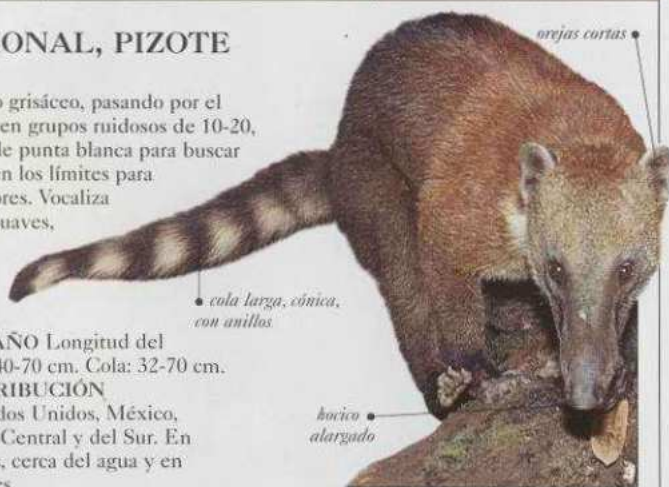 ONAL, PIZOTE
orejas cortas
o grisáceo, pasando por el
en grupos ruidosos de 10-20,
de punta blanca para buscar
en los límites para
ores. Vocaliza
uaves,
cola larga, cónica,
con anillos
AÑO Longitud del
40-70 cm. Cola: 32-70 cm.
RIBUCIÓN
dos Unidos, México,
Central y del Sur. En
, cerca del agua y en
hocico
alargado